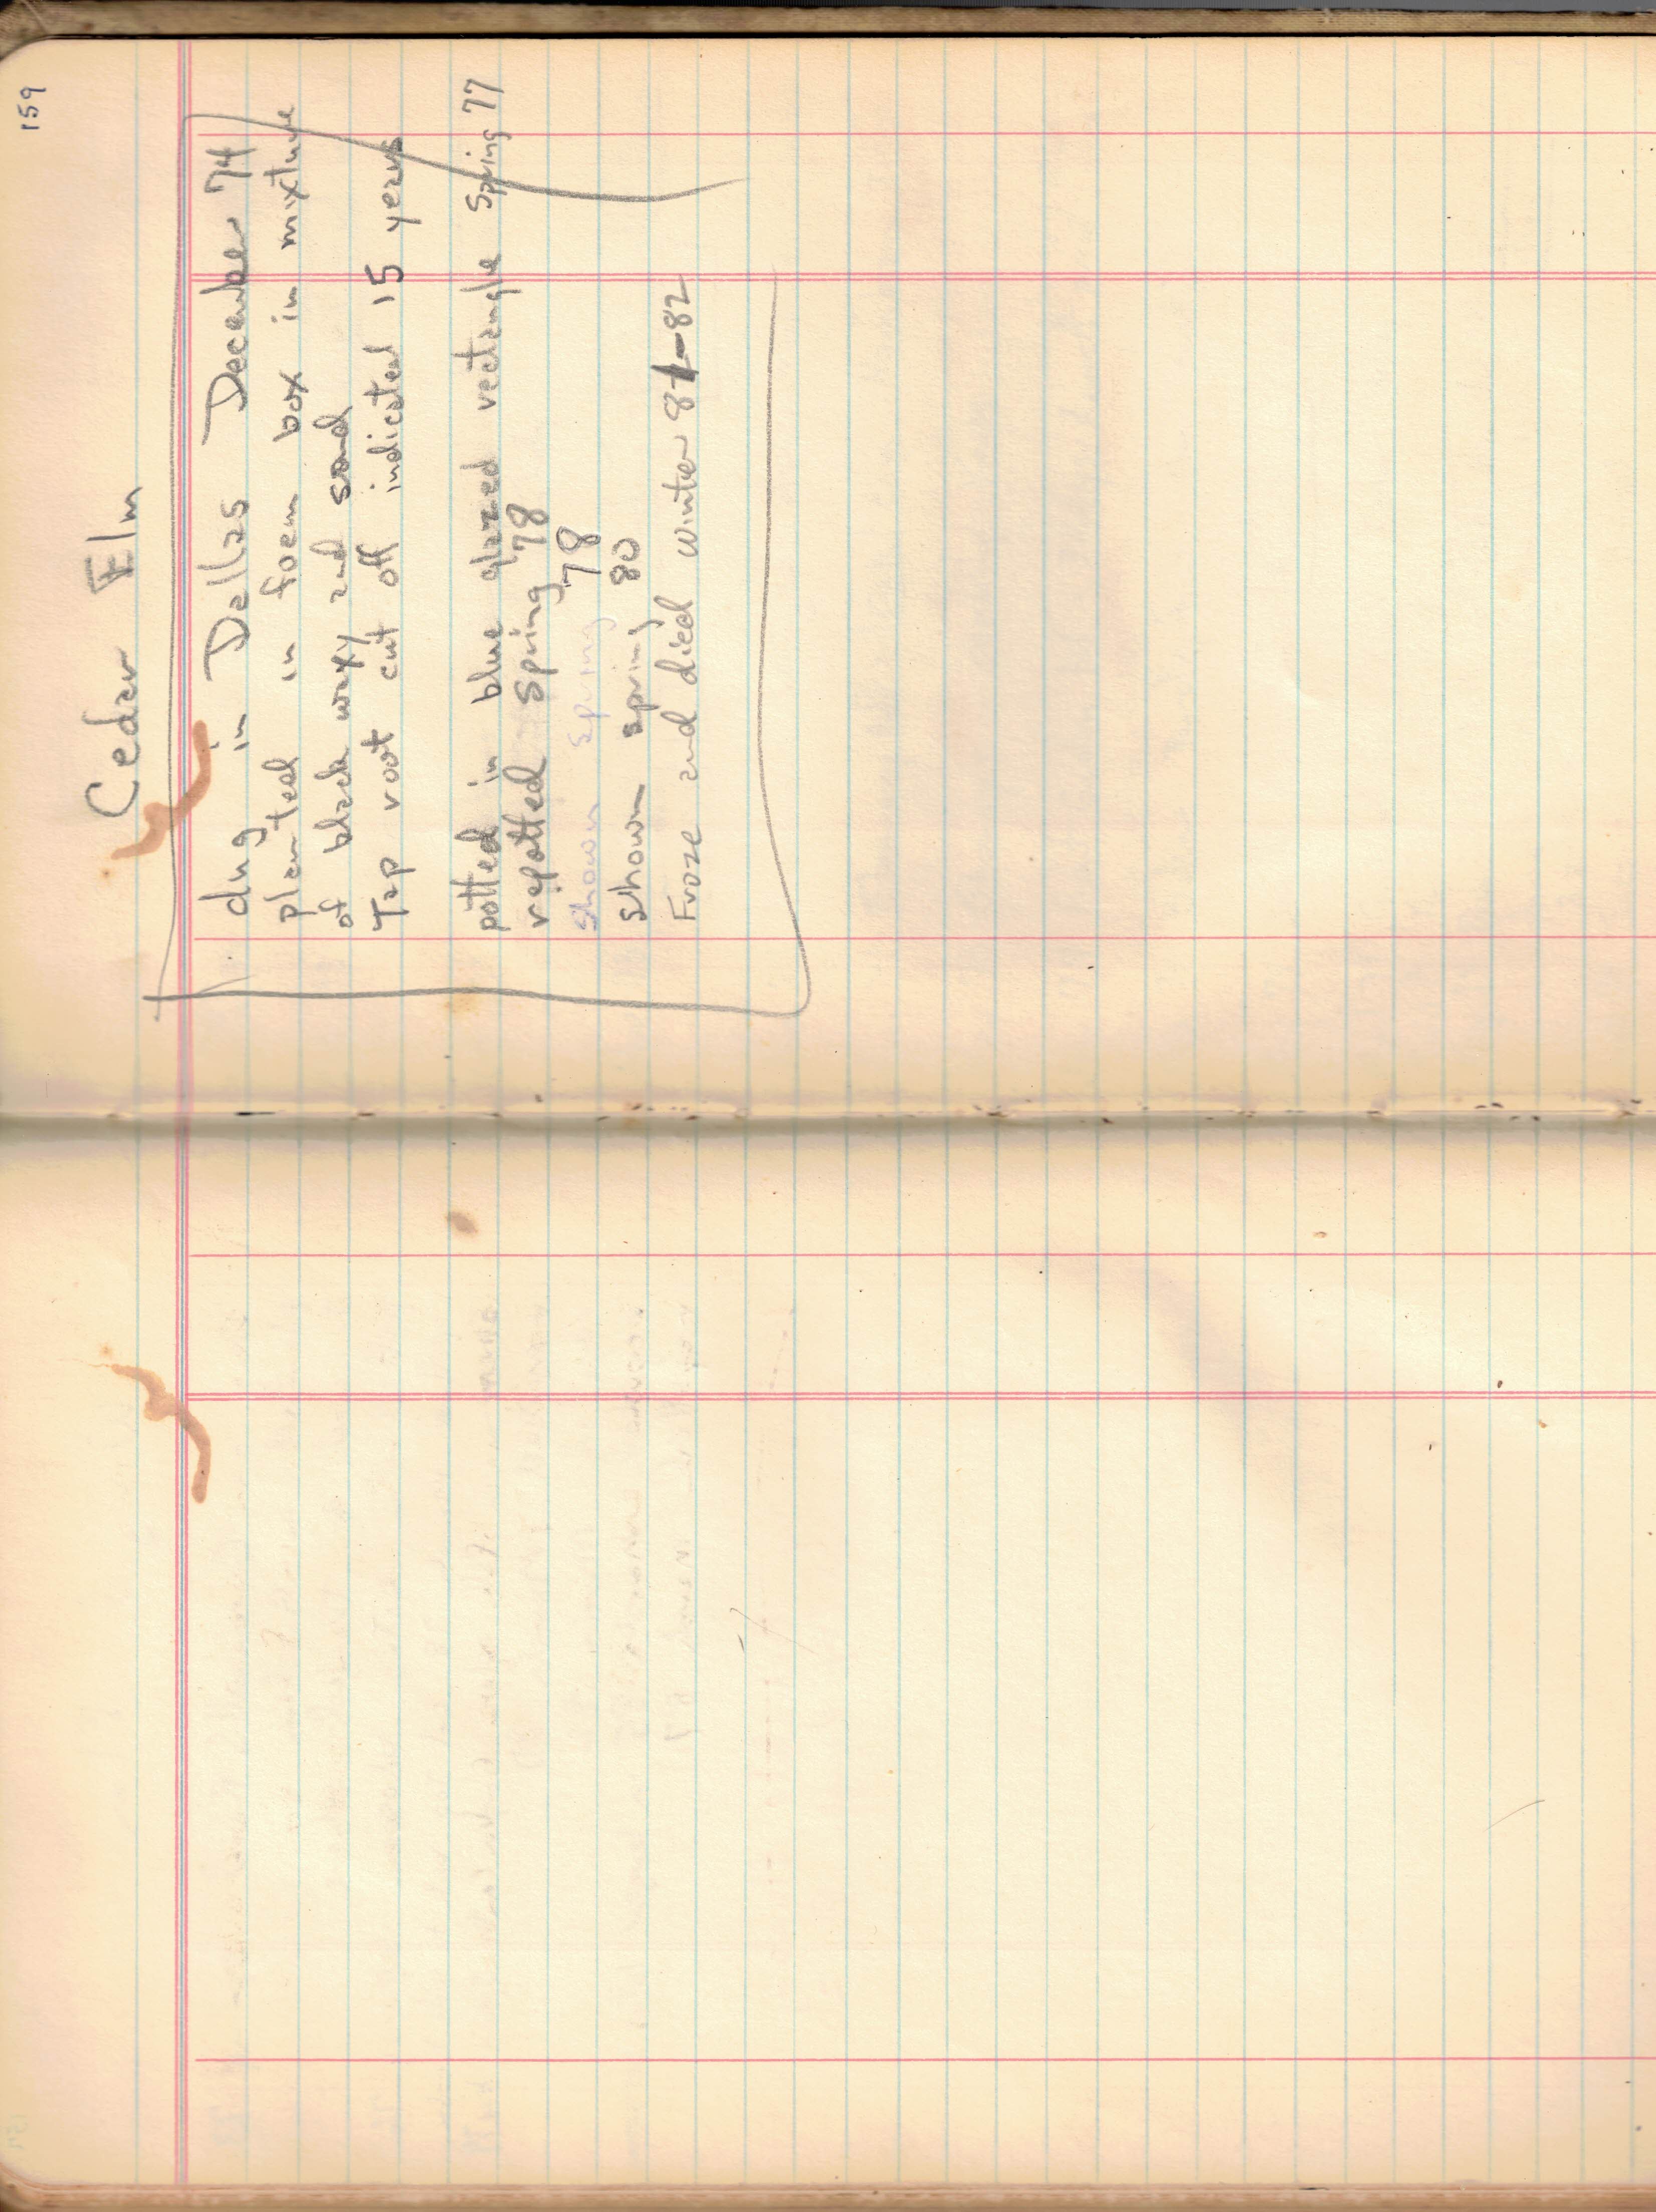 159
Cedar Elm
dug in Dallas December 74
planted in foam box in mixture
of black waxy and sand
Tap root cut off indicated 15 years
potted in blue glazed rectangle Spring 77
repotted Spring 78
Shown Spring 78
shown spring 80
Froze and died winter 81-82